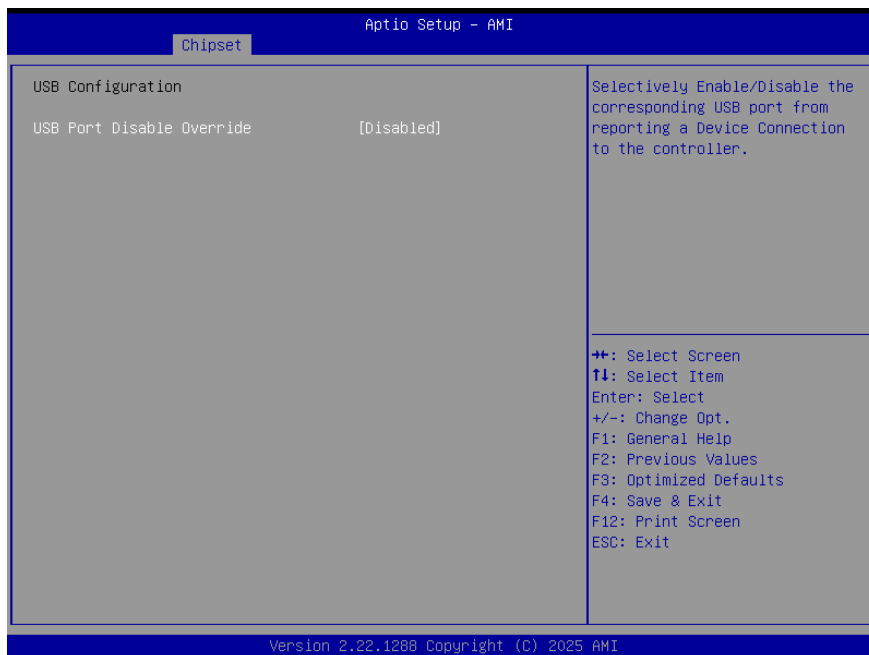 Aptio Setup – AMI
Chipset
USB Configuration
USB Port Disable Override [Disabled]
Selectively Enable/Disable the
corresponding USB port from
reporting a Device Connection
to the controller.
→←: Select Screen
↑↓: Select Item
Enter: Select
+/-: Change Opt.
F1: General Help
F2: Previous Values
F3: Optimized Defaults
F4: Save & Exit
F12: Print Screen
ESC: Exit
Version 2.22.1288 Copyright (C) 2025 AMI